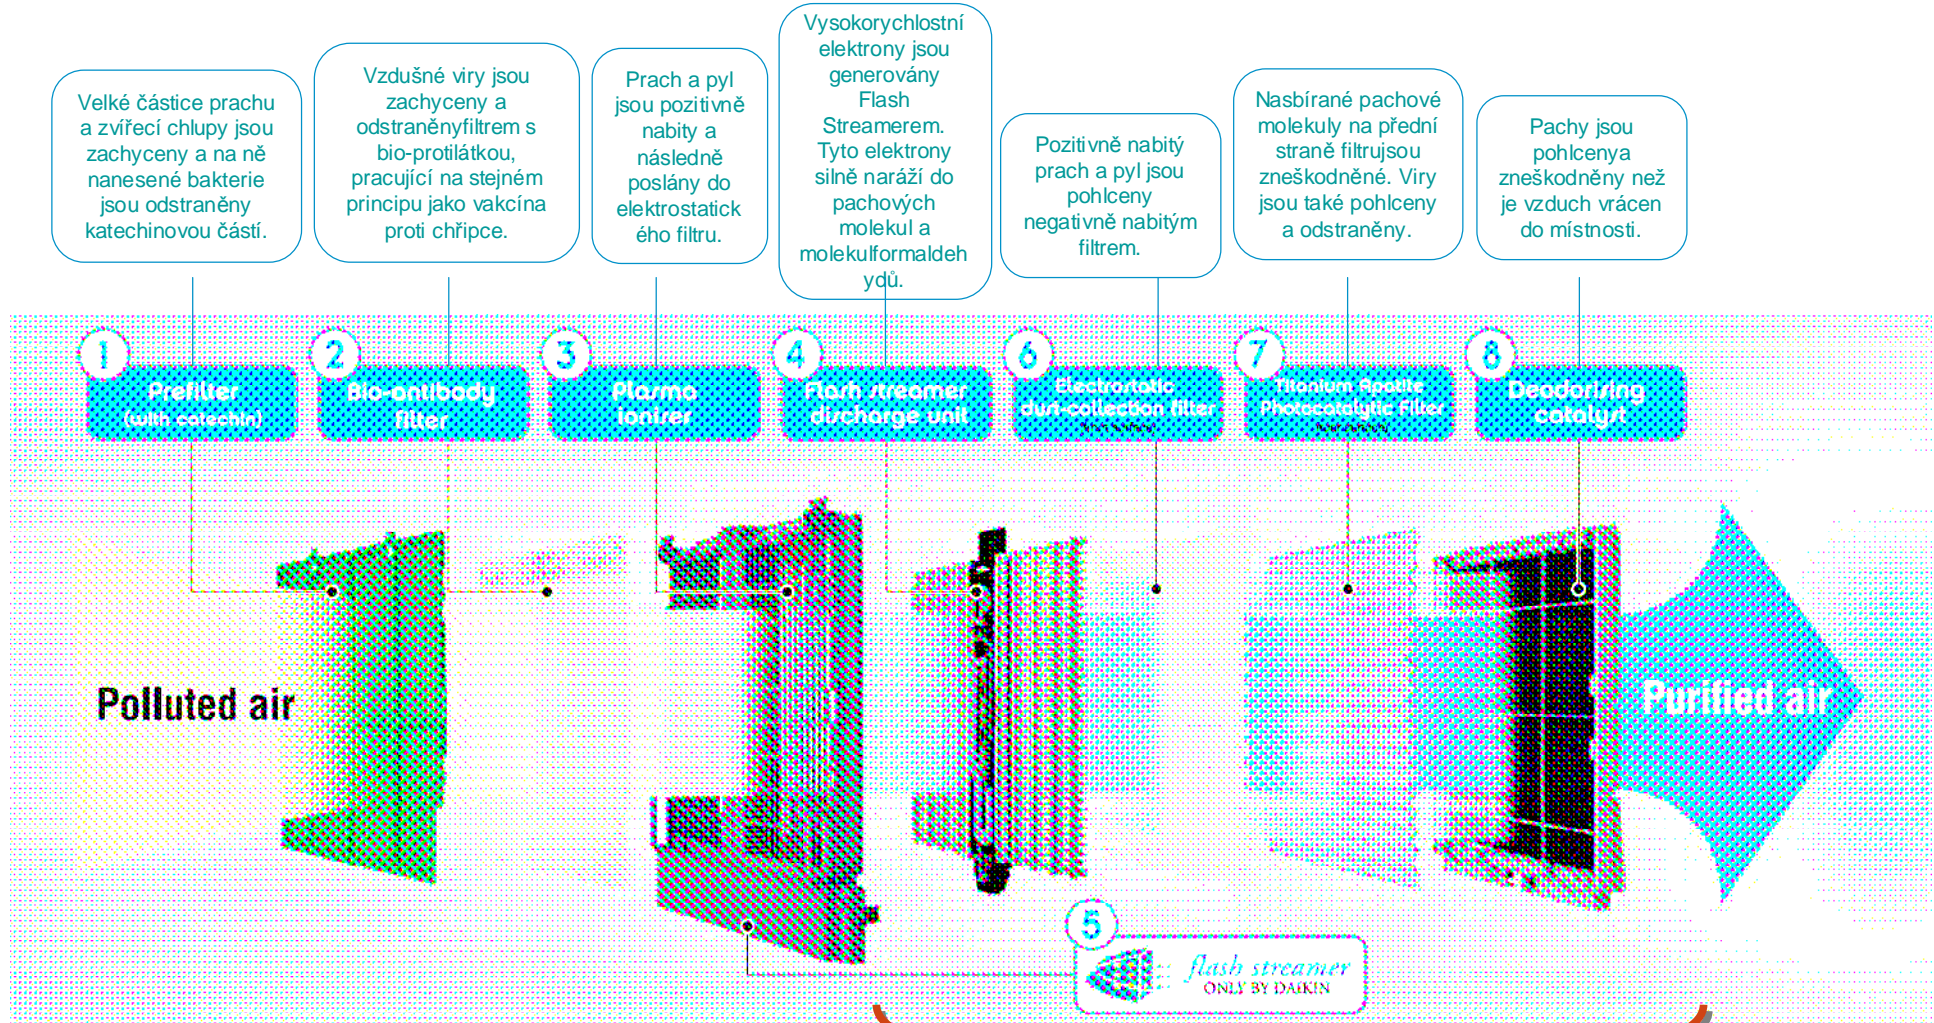 Velké částice prachu
a zvířecí chlupy jsou
zachyceny a na ně
nanesené bakterie
jsou odstraněny
katechinovou částí.
Vzdušné viry jsou
zachyceny a
odstraněnyfiltrem s
bio-protilátkou,
pracující na stejném
principu jako vakcína
proti chřipce.
Prach a pyl
jsou pozitivně
nabity a
následně
poslány do
elektrostatick
ého filtru.
Vysokorychlostní
elektrony jsou
generovány
Flash
Streamerem.
Tyto elektrony
silně naráží do
pachových
molekul a
molekulformaldeh
ydů.
Pozitivně nabitý
prach a pyl jsou
pohlceny
negativně nabitým
filtrem.
Nasbírané pachové
molekuly na přední
straně filtrujsou
zneškodněné. Viry
jsou také pohlceny
a odstraněny.
Pachy jsou
pohlcenya
zneškodněny než
je vzduch vrácen
do místnosti.
1
Prefilter
(with catechin)
2
Bio-antibody
filter
3
Plasma
ioniser
4
Flash streamer
discharge unit
6
Electrostatic
dust-collection filter
7
Titanium Apatite
Photocatalytic Filter
8
Deodorising
catalyst
Polluted air
Purified air
5
flash streamer
ONLY BY DAIKIN